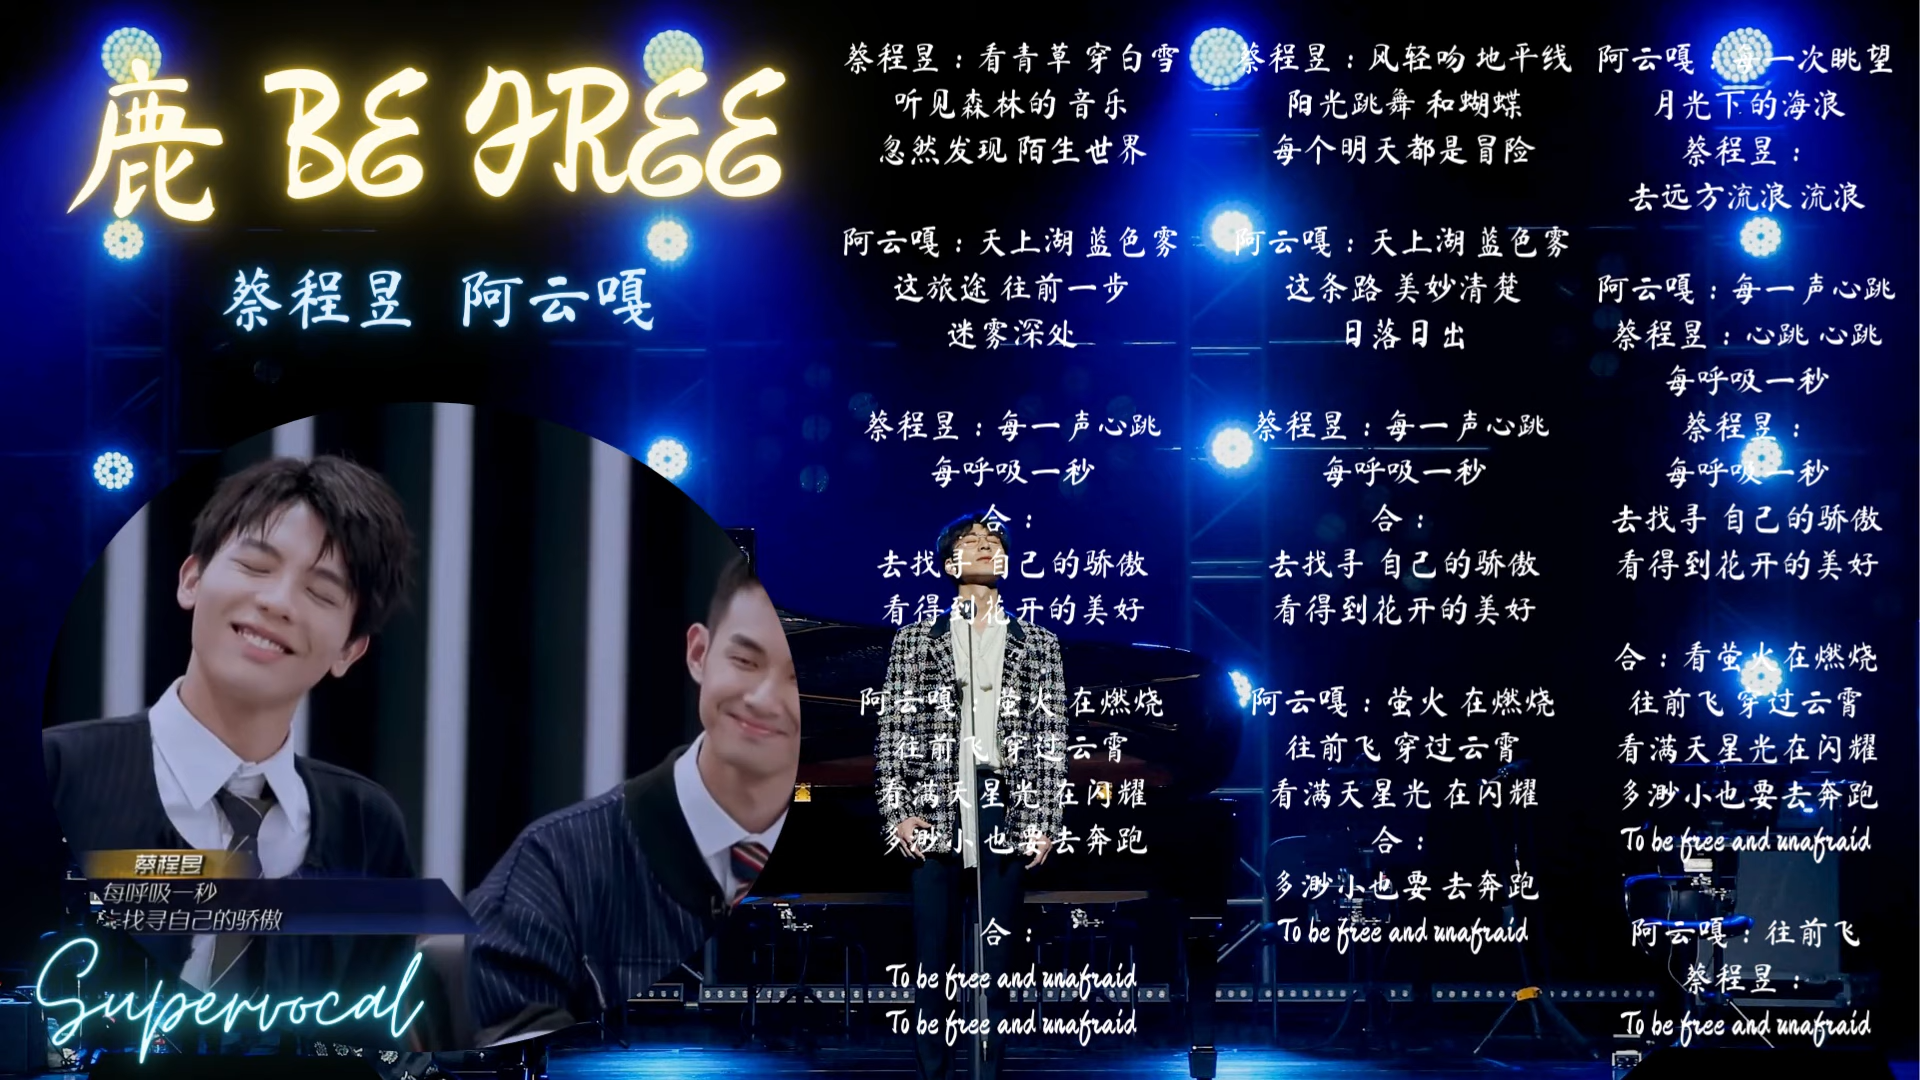 鹿 BE FREE
蔡程昱 阿云嘎
蔡程昱
每呼吸一秒
去找寻自己的骄傲
Supervocal
蔡程昱：看青草 穿白雪
听见森林的 音乐
忽然发现 陌生世界
阿云嘎：天上湖 蓝色雾
这旅途 往前一步
迷雾深处
蔡程昱：每一声心跳
每呼吸一秒
合：
去找寻 自己的骄傲
看得到花开的美好
阿云嘎：萤火 在燃烧
往前飞 穿过云霄
看满天星光 在闪耀
多渺小也要去奔跑
合：
To be free and unafraid
To be free and unafraid
蔡程昱：风轻吻 地平线
阳光跳舞 和蝴蝶
每个明天都是冒险
阿云嘎：天上湖 蓝色雾
这条路 美妙清楚
日落日出
蔡程昱：每一声心跳
每呼吸一秒
合：
去找寻 自己的骄傲
看得到花开的美好
阿云嘎：萤火 在燃烧
往前飞 穿过云霄
看满天星光 在闪耀
合：
多渺小也要 去奔跑
To be free and unafraid
阿云嘎：每一次眺望
月光下的海浪
蔡程昱：
去远方流浪 流浪
阿云嘎：每一声心跳
蔡程昱：心跳 心跳
每呼吸一秒
蔡程昱：
每呼吸一秒
去找寻 自己的骄傲
看得到花开的美好
合：看萤火在燃烧
往前飞 穿过云霄
看满天星光在闪耀
多渺小也要去奔跑
To be free and unafraid
阿云嘎：往前飞
蔡程昱：
To be free and unafraid